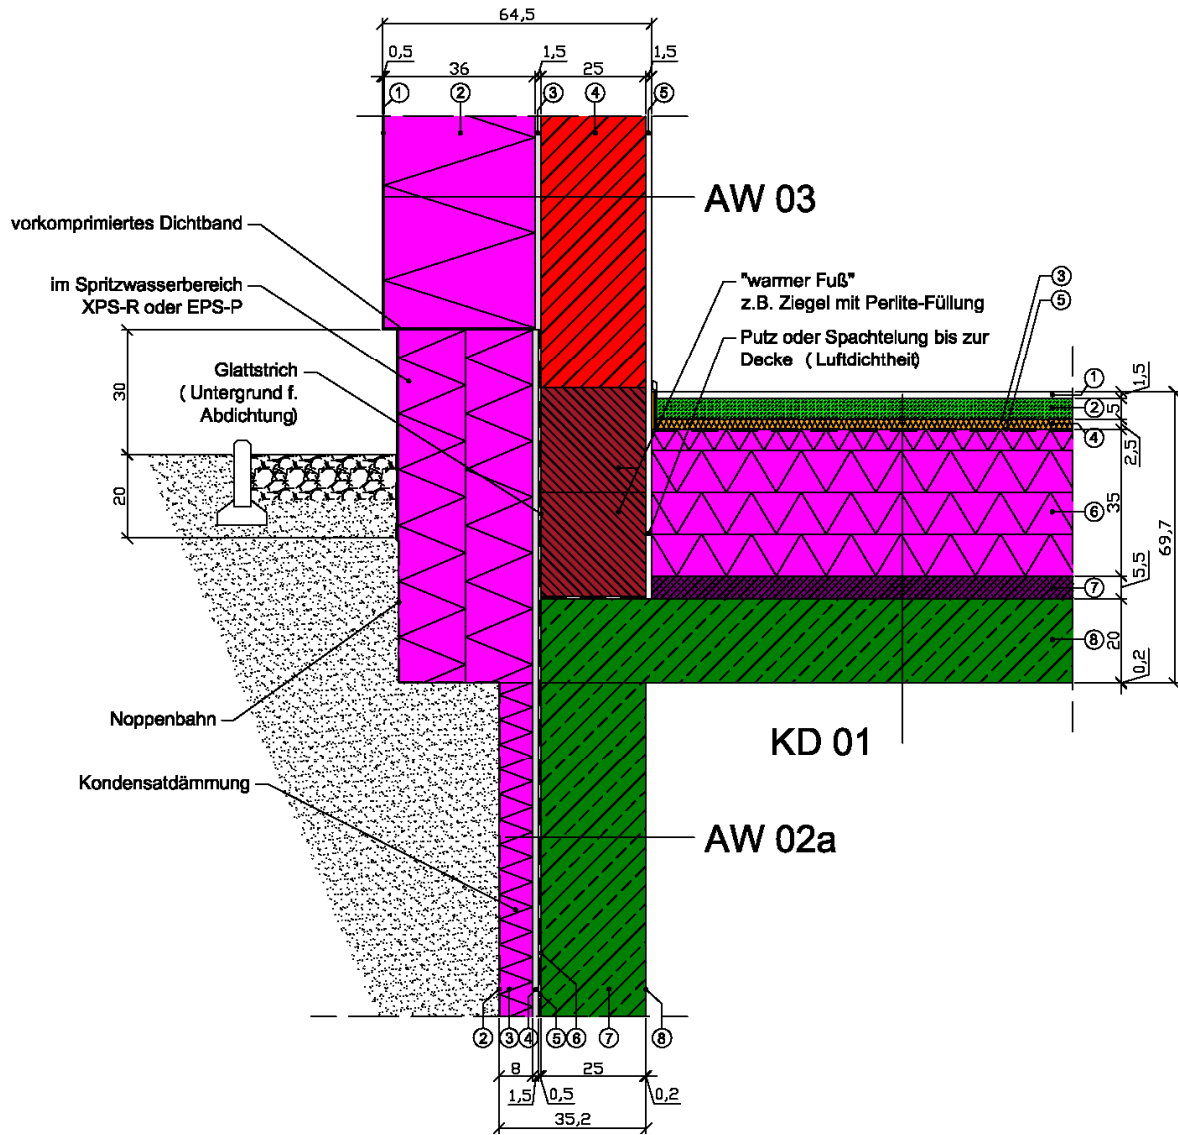 64,5
0,5
36
1,5
25
1,5
1
2
3
4
5
AW 03
vorkomprimiertes Dichtband
im Spritzwasserbereich
XPS-R oder EPS-P
"warmer Fuß"
z.B. Ziegel mit Perlite-Füllung
Putz oder Spachtelung bis zur
Decke ( Luftdichtheit)
Glattstrich
( Untergrund f.
Abdichtung)
30
20
3
5
1
2
4
6
7
8
1,5
5
2,5
35
5,5
20
0,2
69,7
Noppenbahn
KD 01
Kondensatdämmung
AW 02a
2
3
4
5
6
7
8
8
25
1,5
0,5
0,2
35,2